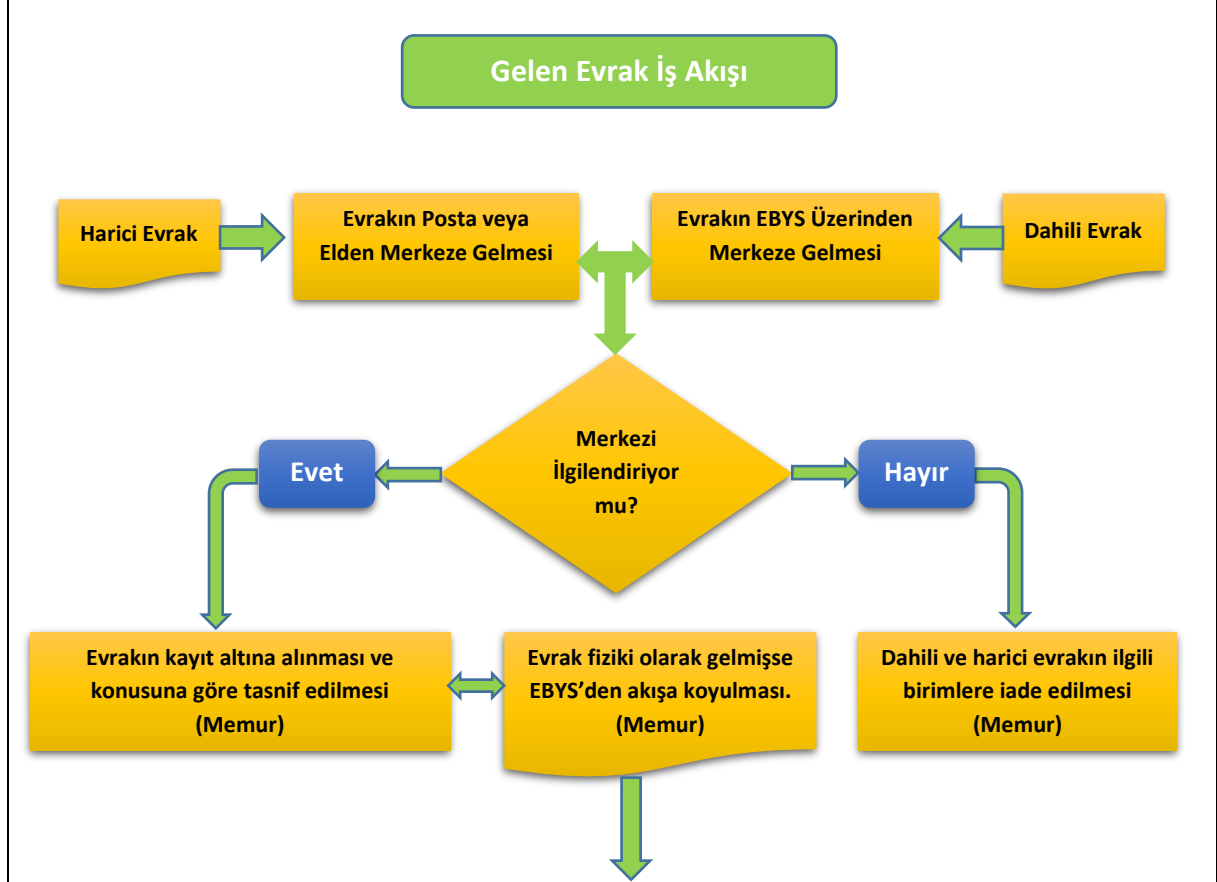 Gelen Evrak İş Akışı
Harici Evrak
Evrakın Posta veya
Elden Merkeze Gelmesi
Evrakın EBYS Üzerinden
Merkeze Gelmesi
Dahili Evrak
Merkezi
İlgilendiriyor
mu?
Evet
Hayır
Evrakın kayıt altına alınması ve
konusuna göre tasnif edilmesi
(Memur)
Evrak fiziki olarak gelmişse
EBYS’den akışa koyulması.
(Memur)
Dahili ve harici evrakın ilgili
birimlere iade edilmesi
(Memur)